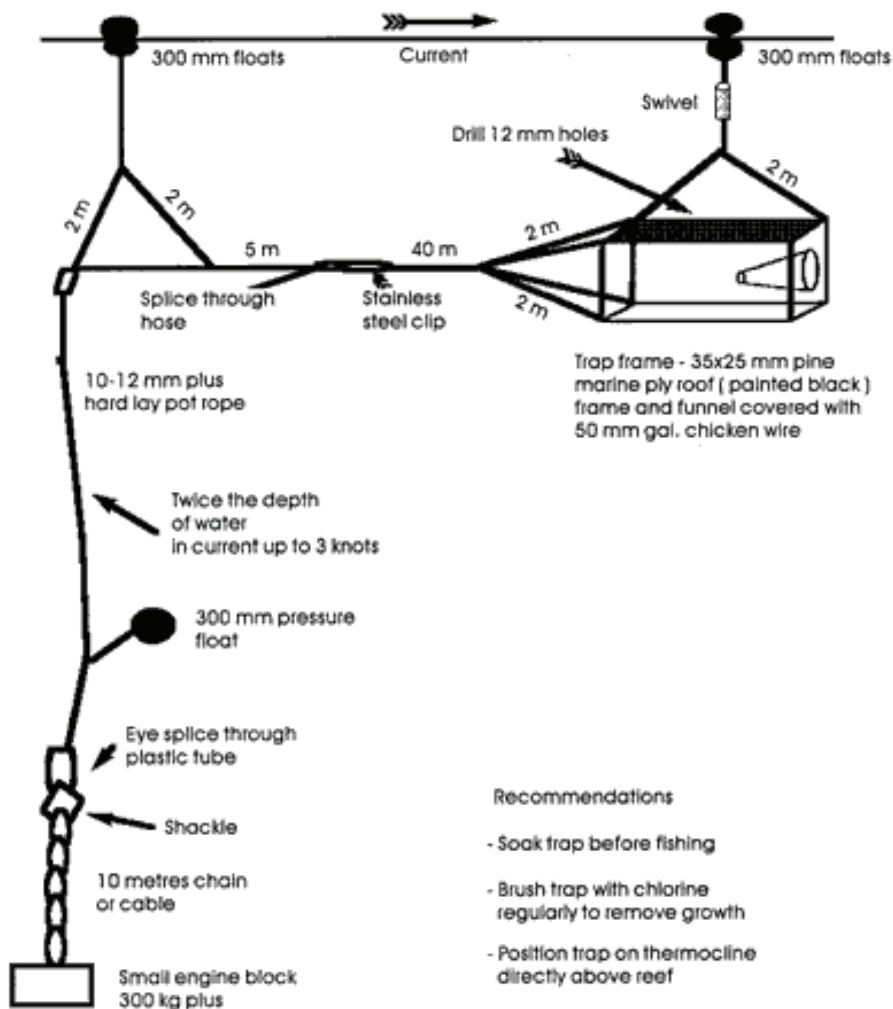 300 mm floats
Current
300 mm floats
Swivel
Drill 12 mm holes
2 m
2 m
2 m
5 m
40 m
2 m
2 m
Splice through
hose
Stainless
steel clip
Trap frame - 35x25 mm pine
marine ply roof ( painted black )
frame and funnel covered with
50 mm gal. chicken wire
10-12 mm plus
hard lay pot rope
Twice the depth
of water
in current up to 3 knots
300 mm pressure
float
Eye splice through
plastic tube
Shackle
10 metres chain
or cable
Small engine block
300 kg plus
Recommendations
- Soak trap before fishing
- Brush trap with chlorine
regularly to remove growth
- Position trap on thermocline
directly above reef